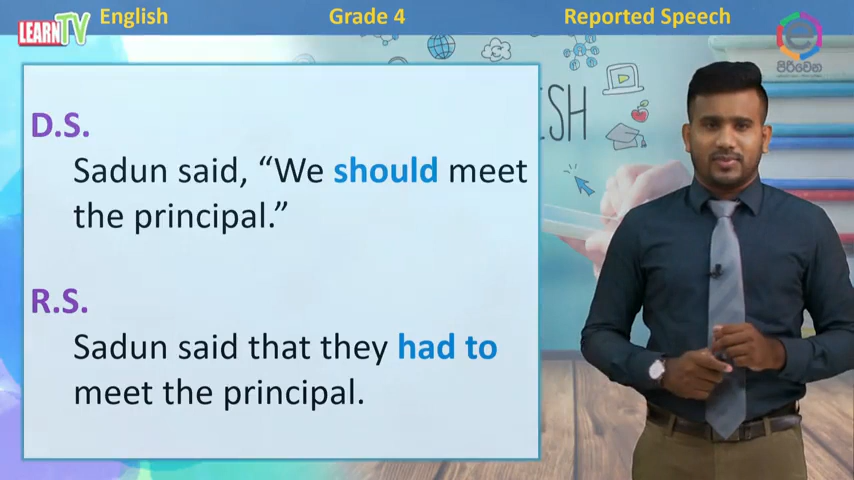 English
Grade 4
Reported Speech
LEARN TV
පිරිවෙන
ISH
D.S.
Sadun said, “We should meet
the principal.”
R.S.
Sadun said that they had to
meet the principal.